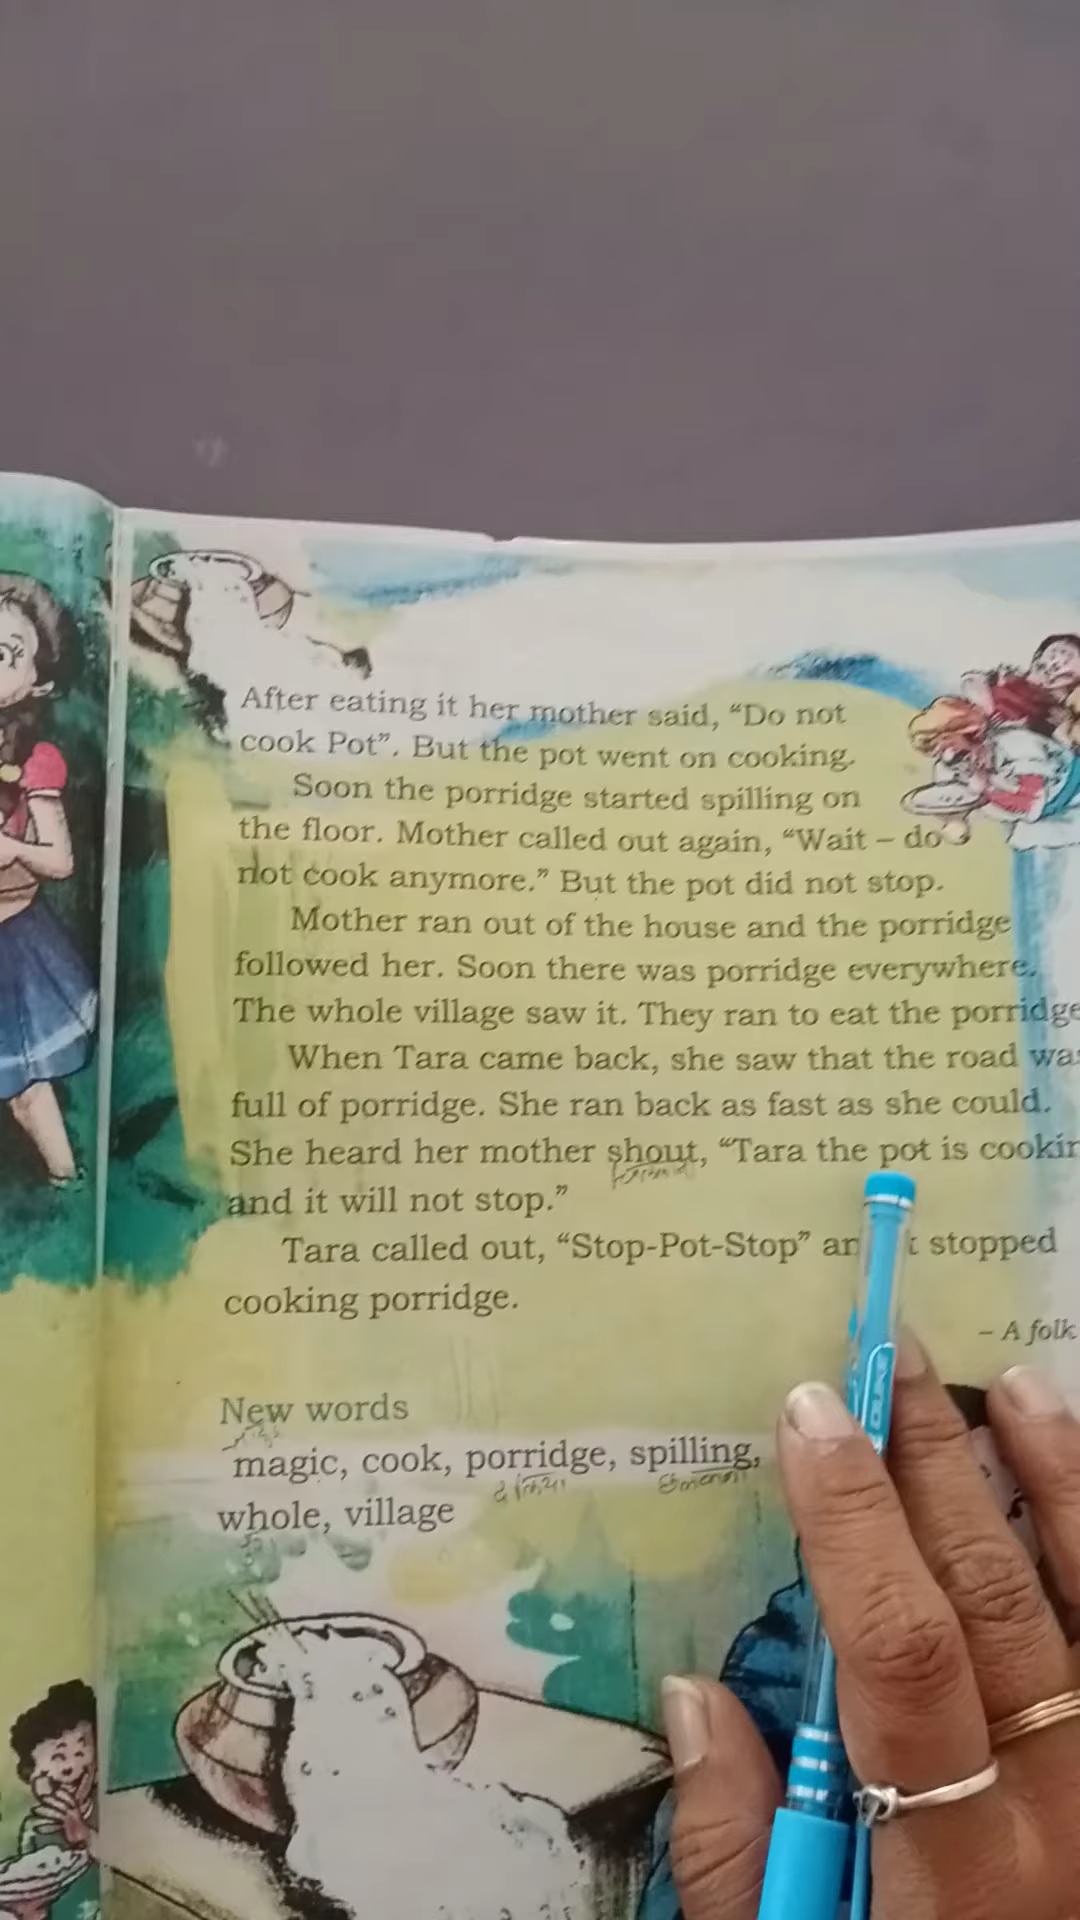 After eating it her mother said, “Do not
cook Pot”. But the pot went on cooking.
Soon the porridge started spilling on
the floor. Mother called out again, “Wait – do
not cook anymore.” But the pot did not stop.
Mother ran out of the house and the porridge
followed her. Soon there was porridge everywhere.
The whole village saw it. They ran to eat the porridge
When Tara came back, she saw that the road was
full of porridge. She ran back as fast as she could.
She heard her mother shout, “Tara the pot is cookin
and it will not stop.”
Tara called out, “Stop-Pot-Stop” an t stopped
cooking porridge.
– A folk
New words
magic, cook, porridge, spilling,
दलिया
whole, village